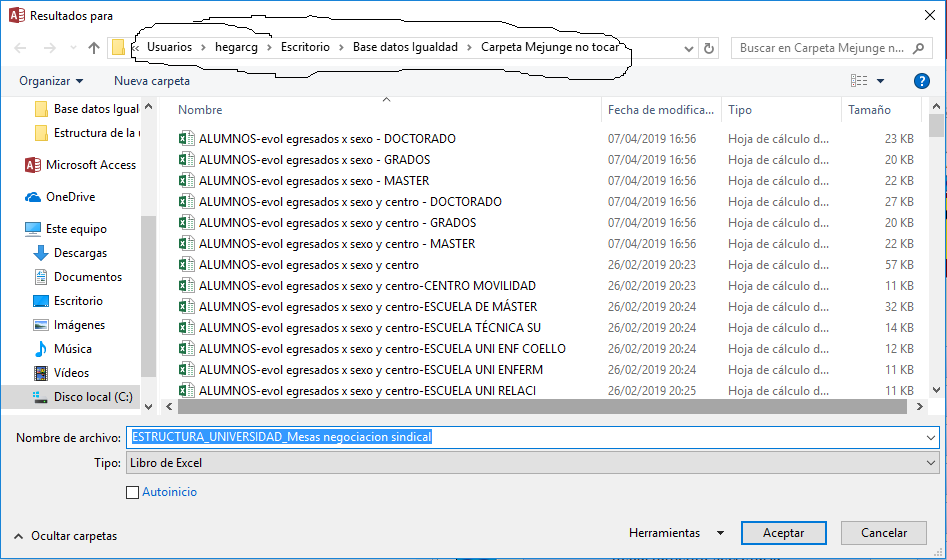 Resultados para
« Usuarios > hegarcg > Escritorio > Base datos Igualdad > Carpeta Mejunge no tocar
Buscar en Carpeta Mejunge n...
Organizar
Nueva carpeta
?
Base datos Igual
Estructura de la u
Microsoft Access
OneDrive
Este equipo
Descargas
Documentos
Escritorio
Imágenes
Música
Vídeos
Disco local (C:)
Nombre Fecha de modifica... Tipo Tamaño
ALUMNOS-evol egresados x sexo - DOCTORADO 07/04/2019 16:56 Hoja de cálculo d... 23 KB
ALUMNOS-evol egresados x sexo - GRADOS 07/04/2019 16:56 Hoja de cálculo d... 20 KB
ALUMNOS-evol egresados x sexo - MASTER 07/04/2019 16:56 Hoja de cálculo d... 22 KB
ALUMNOS-evol egresados x sexo y centro - DOCTORADO 07/04/2019 16:56 Hoja de cálculo d... 27 KB
ALUMNOS-evol egresados x sexo y centro - GRADOS 07/04/2019 16:56 Hoja de cálculo d... 20 KB
ALUMNOS-evol egresados x sexo y centro - MASTER 07/04/2019 16:56 Hoja de cálculo d... 22 KB
ALUMNOS-evol egresados x sexo y centro 26/02/2019 20:23 Hoja de cálculo d... 57 KB
ALUMNOS-evol egresados x sexo y centro-CENTRO MOVILIDAD 26/02/2019 20:23 Hoja de cálculo d... 11 KB
ALUMNOS-evol egresados x sexo y centro-ESCUELA DE MÁSTER 26/02/2019 20:24 Hoja de cálculo d... 32 KB
ALUMNOS-evol egresados x sexo y centro-ESCUELA TÉCNICA SU 26/02/2019 20:24 Hoja de cálculo d... 14 KB
ALUMNOS-evol egresados x sexo y centro-ESCUELA UNI ENF COELLO 26/02/2019 20:24 Hoja de cálculo d... 12 KB
ALUMNOS-evol egresados x sexo y centro-ESCUELA UNI ENFERM 26/02/2019 20:24 Hoja de cálculo d... 11 KB
ALUMNOS-evol egresados x sexo y centro-ESCUELA UNI RELACI 26/02/2019 20:25 Hoja de cálculo d... 11 KB
Nombre de archivo: ESTRUCTURA_UNIVERSIDAD_Mesas negociacion sindical
Tipo: Libro de Excel
Autoinicio
Ocultar carpetas
Herramientas
Aceptar
Cancelar